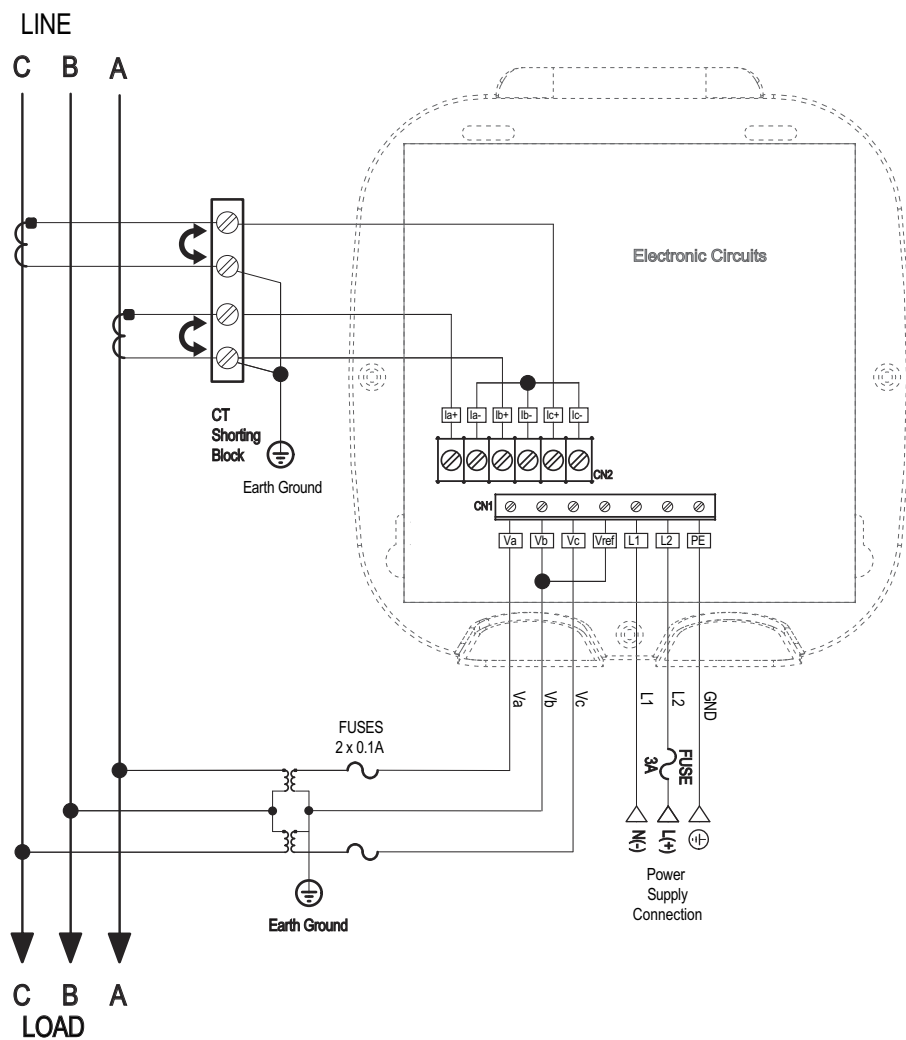 LINE
C B A
Electronic Circuits
CT
Shorting
Block
Earth Ground
Ia+ Ia- Ib+ Ib- Ic+ Ic-
CN2
CN1
Va Vb Vc Vref L1 L2 PE
Va Vb Vc L1 L2 GND
FUSES
2 x 0.1A
FUSE
3A
N(-) L(+)
Power
Supply
Connection
Earth Ground
C B A
LOAD